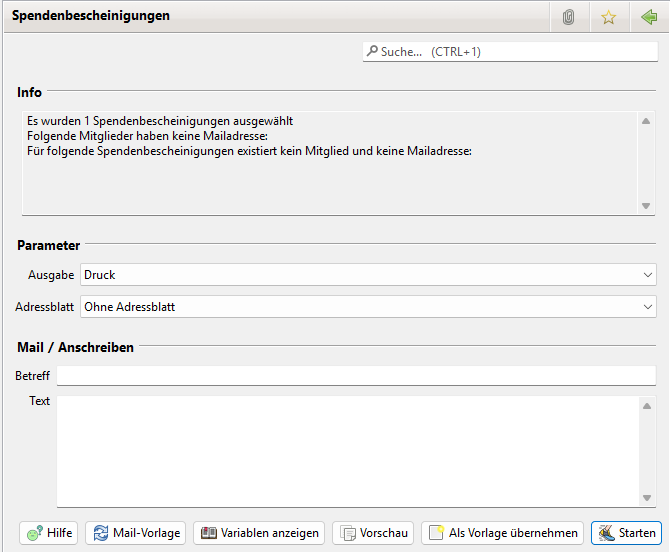 Spendenbescheinigungen
Suche... (CTRL+1)
Info
Es wurden 1 Spendenbescheinigungen ausgewählt
Folgende Mitglieder haben keine Mailadresse:
Für folgende Spendenbescheinigungen existiert kein Mitglied und keine Mailadresse:
Parameter
Ausgabe Druck
Adressblatt Ohne Adressblatt
Mail / Anschreiben
Betreff
Text
Hilfe Mail-Vorlage Variablen anzeigen Vorschau Als Vorlage übernehmen Starten